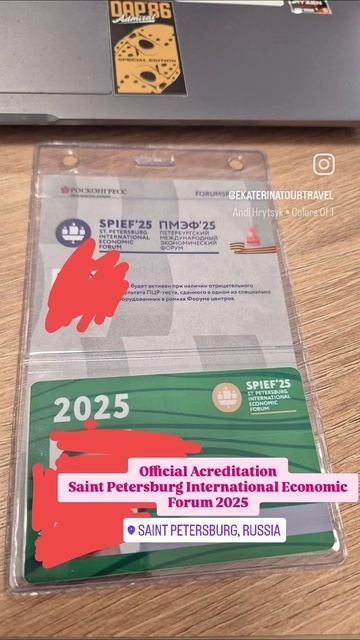 DAP 86
Admiral
SPECIAL EDITION
RYZEN
РОСКОНГРЕСС
@EKATERINATOURTRAVEL
Andi Hrytsyk • Colors Of I
SPIEF'25
ST. PETERSBURG
INTERNATIONAL
ECONOMIC
FORUM
ПМЭФ'25
ПЕТЕРБУРГСКИЙ
МЕЖДУНАРОДНЫЙ
ЭКОНОМИЧЕСКИЙ
ФОРУМ
будет активен при наличии отрицательного
ПЦР-теста, сданного в одном из специально
оборудованных в рамках Форума центров.
2025
SPIEF'25
ST. PETERSBURG
INTERNATIONAL
ECONOMIC
FORUM
Official Acreditation
Saint Petersburg International Economic
Forum 2025
SAINT PETERSBURG, RUSSIA